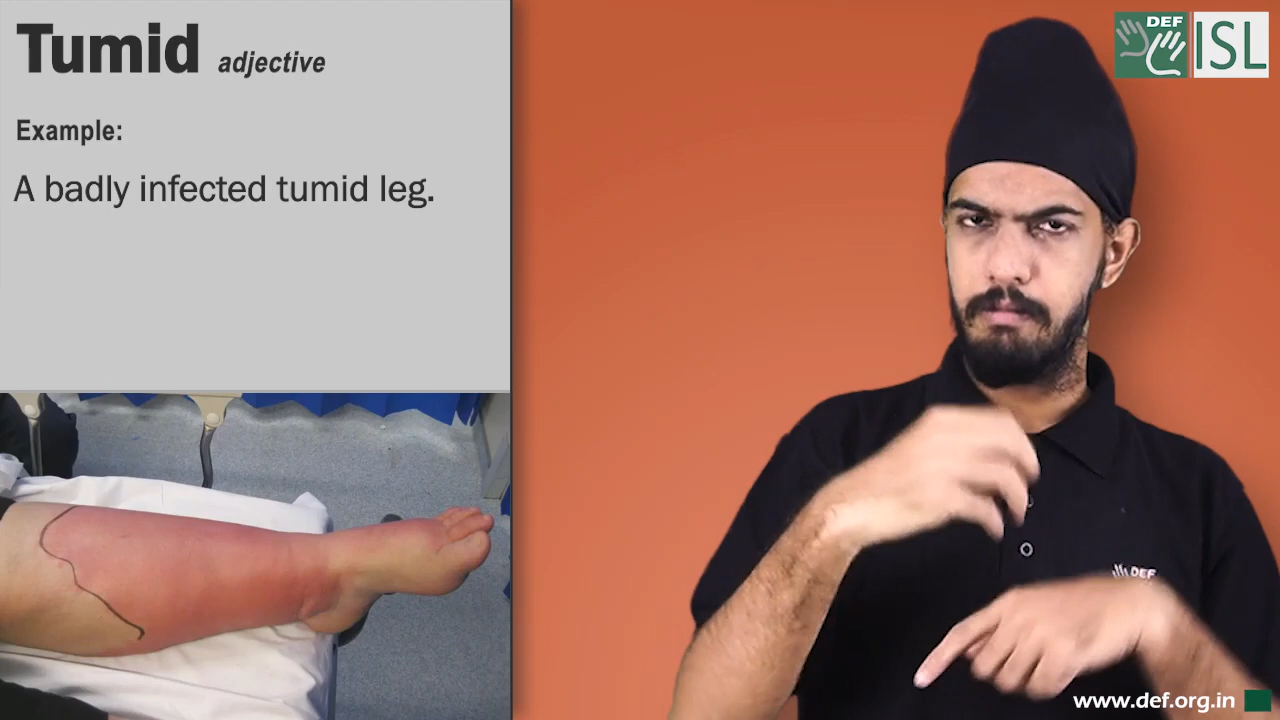 Tumid adjective
Example:
A badly infected tumid leg.
DEF
ISL
DEF
www.def.org.in